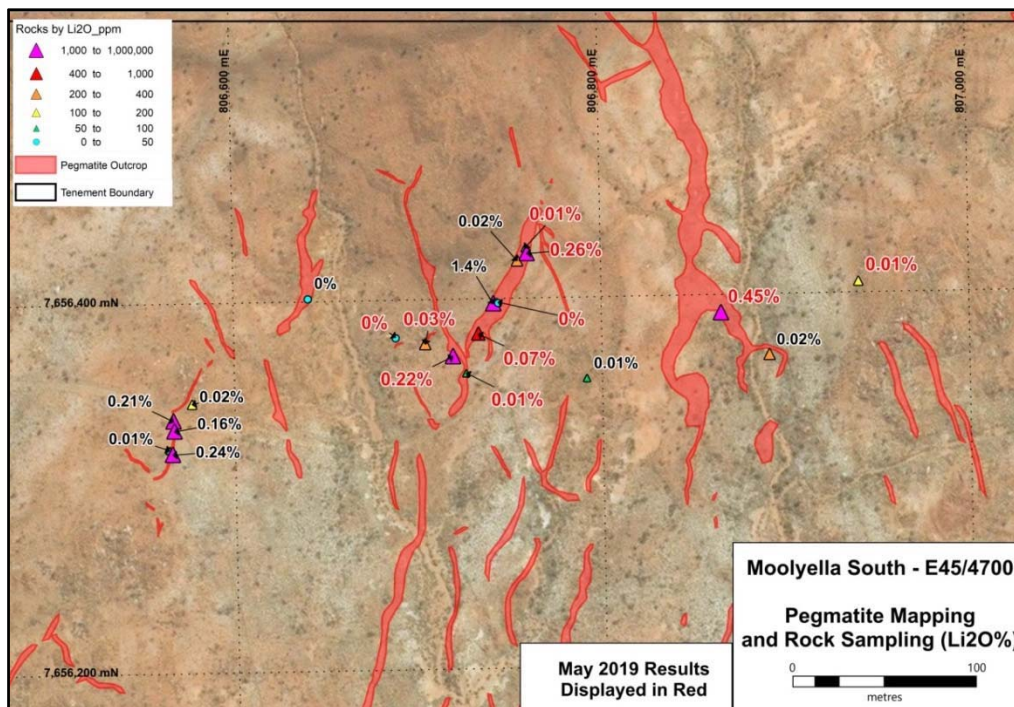 Rocks by Li2O_ppm
1,000 to 1,000,000
400 to 1,000
200 to 400
100 to 200
50 to 100
0 to 50
Pegmatite Outcrop
Tenement Boundary
806,600 mE
806,800 mE
807,000 mE
0.02%
0.01%
0.26%
0.01%
1.4%
0%
7,656,400 mN
0%
0.45%
0%
0.03%
0.07%
0.02%
0.22%
0.01%
0.01%
0.21%
0.02%
0.16%
0.01%
0.24%
Moolyella South - E45/4700
Pegmatite Mapping
and Rock Sampling (Li2O%)
0 100
metres
May 2019 Results
Displayed in Red
7,656,200 mN